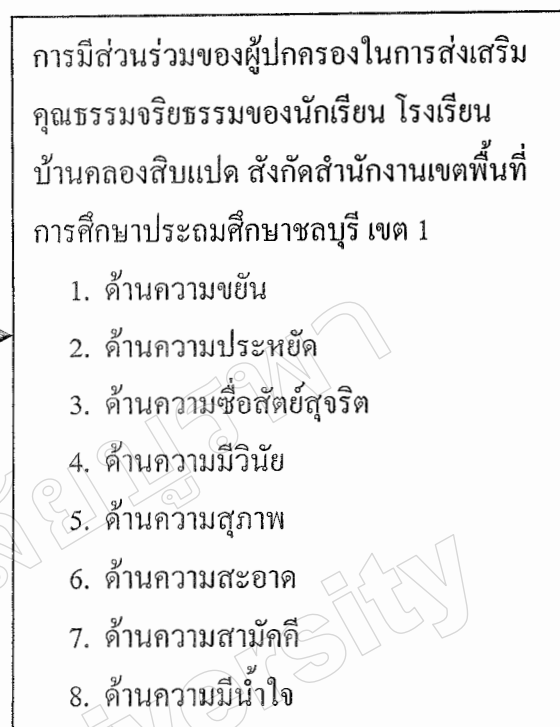 การมีส่วนร่วมของผู้ปกครองในการส่งเสริม
คุณธรรมจริยธรรมของนักเรียน โรงเรียน
บ้านคลองสิบแปด สังกัดสำนักงานเขตพื้นที่
การศึกษาประถมศึกษาชลบุรี เขต 1
1. ด้านความขยัน
2. ด้านความประหยัด
3. ด้านความซื่อสัตย์สุจริต
4. ด้านความมีวินัย
5. ด้านความสุภาพ
6. ด้านความสะอาด
7. ด้านความสามัคคี
8. ด้านความมีน้ำใจ